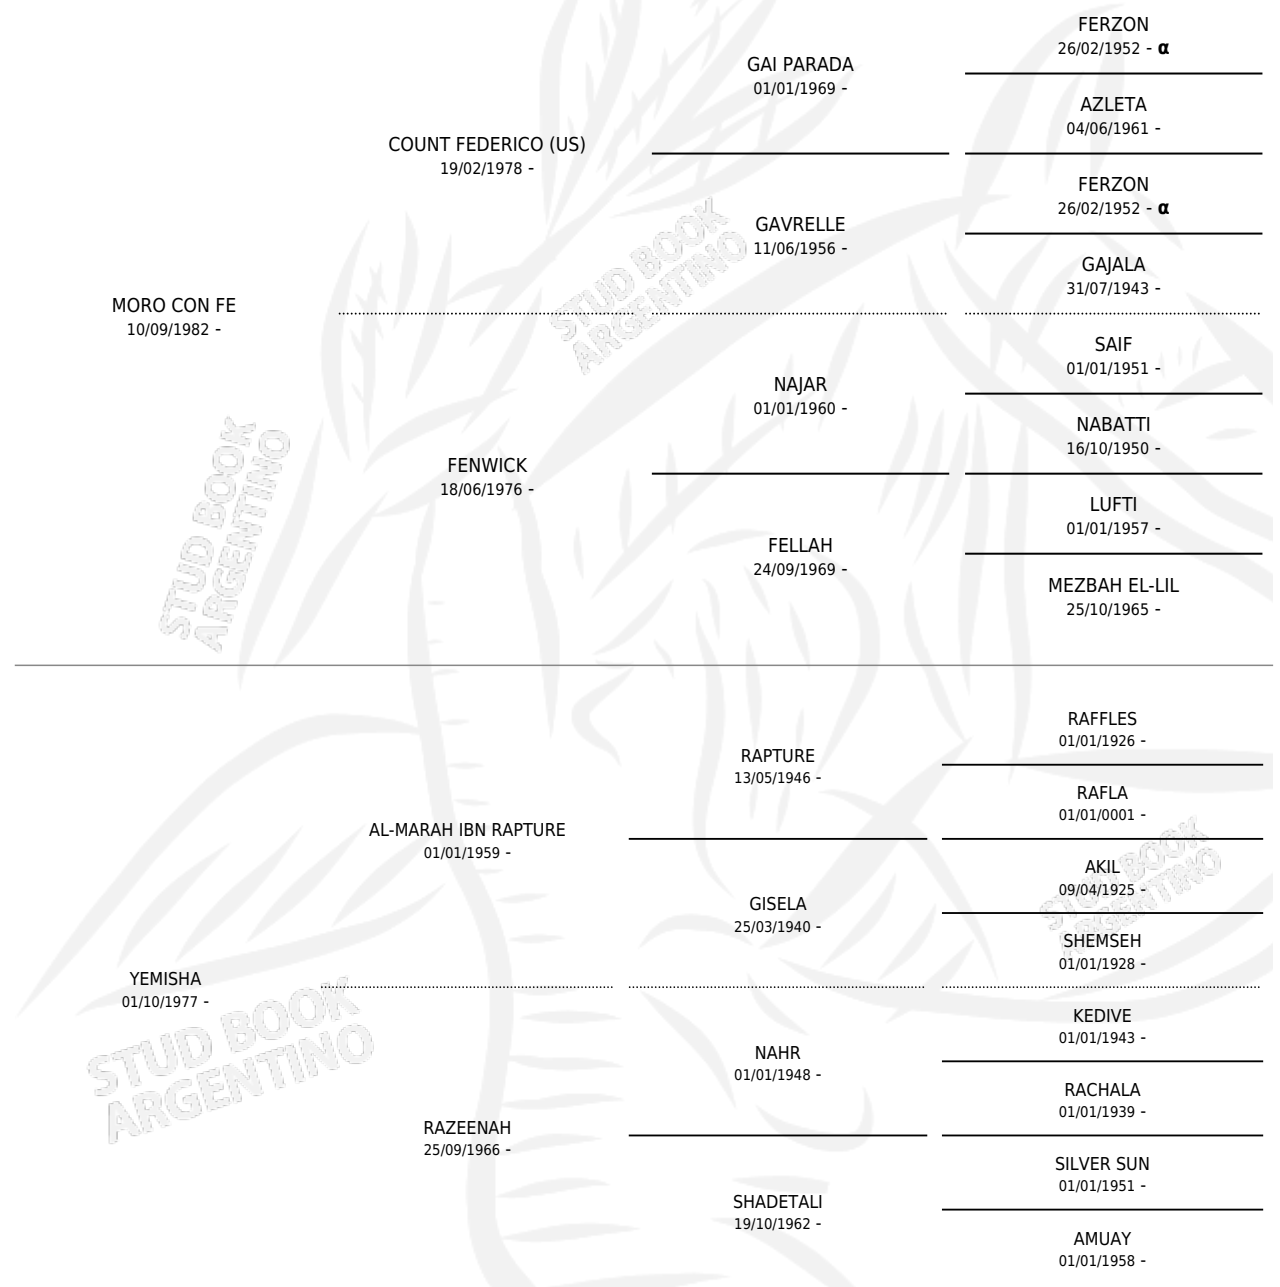 FERZON
26/02/1952 - α
GAI PARADA
01/01/1969 -
AZLETA
04/06/1961 -
COUNT FEDERICO (US)
19/02/1978 -
FERZON
26/02/1952 - α
GAVRELLE
11/06/1956 -
GAJALA
31/07/1943 -
MORO CON FE
10/09/1982 -
SAIF
01/01/1951 -
NAJAR
01/01/1960 -
NABATTI
16/10/1950 -
FENWICK
18/06/1976 -
LUFTI
01/01/1957 -
FELLAH
24/09/1969 -
MEZBAH EL-LIL
25/10/1965 -
RAFFLES
01/01/1926 -
RAPTURE
13/05/1946 -
RAFLA
01/01/0001 -
AL-MARAH IBN RAPTURE
01/01/1959 -
AKIL
09/04/1925 -
GISELA
25/03/1940 -
SHEMSEH
01/01/1928 -
YEMISHA
01/10/1977 -
KEDIVE
01/01/1943 -
NAHR
01/01/1948 -
RACHALA
01/01/1939 -
RAZEENAH
25/09/1966 -
SILVER SUN
01/01/1951 -
SHADETALI
19/10/1962 -
AMUAY
01/01/1958 -
STUD BOOK
ARGENTINO
STUD BOOK
ARGENTINO
STUD BOOK
ARGENTINO
STUD BOOK
ARGENTINO